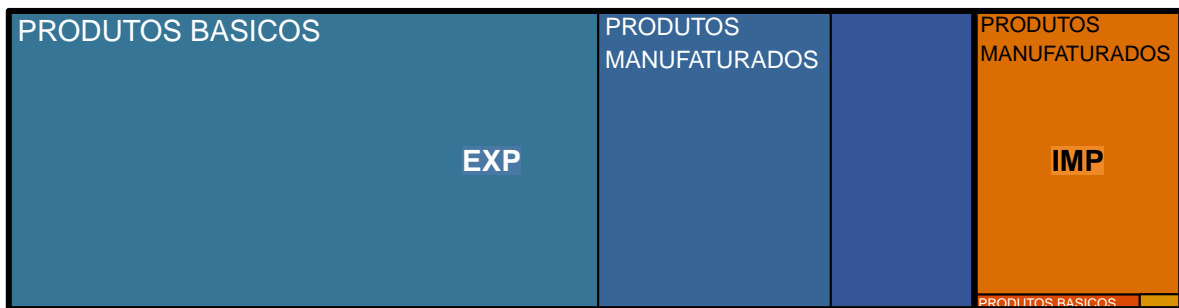 PRODUTOS BASICOS
EXP
PRODUTOS
MANUFATURADOS
PRODUTOS
MANUFATURADOS
IMP
PRODUTOS BASICOS